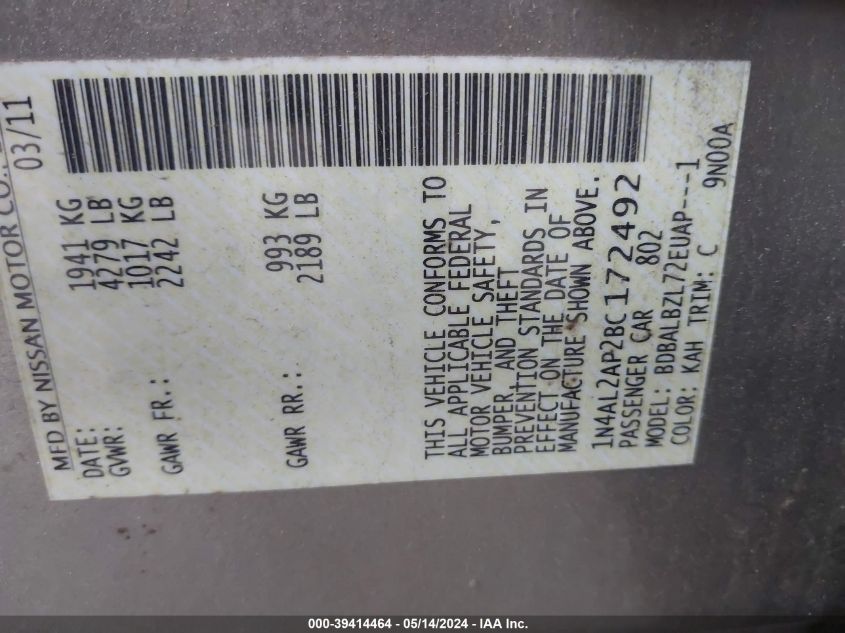 MFD BY NISSAN MOTOR CO.,
DATE: 03/11
GVWR: 1941 KG
4279 LB
GAWR FR.: 1017 KG
2242 LB
GAWR RR.: 993 KG
2189 LB
THIS VEHICLE CONFORMS TO
ALL APPLICABLE FEDERAL
MOTOR VEHICLE SAFETY,
BUMPER, AND THEFT
PREVENTION STANDARDS IN
EFFECT ON THE DATE OF
MANUFACTURE SHOWN ABOVE.
1N4AL2AP2BC172492
PASSENGER CAR 802
MODEL: BDBALBZL72EUAP---1
COLOR: KAH TRIM: C 9N00A
000-39414464 - 05/14/2024 - IAA Inc.